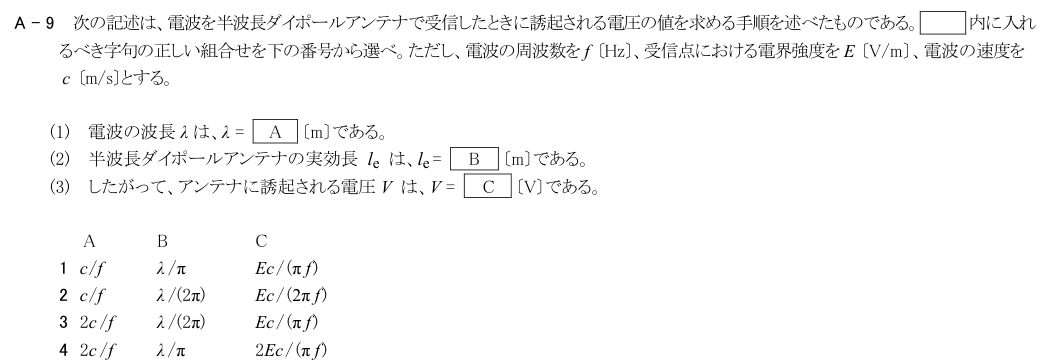 A－9 次の記述は、電波を半波長ダイポールアンテナで受信したときに誘起される電圧の値を求める手順を述べたものである。 内に入れ
るべき字句の正しい組合せを下の番号から選べ。ただし、電波の周波数をf〔Hz〕、受信点における電界強度をE〔V/m〕、電波の速度を
c〔m/s〕とする。
(1) 電波の波長λは、λ= A 〔m〕である。
(2) 半波長ダイポールアンテナの実効長 le は、le= B 〔m〕である。
(3) したがって、アンテナに誘起される電圧 V は、V= C 〔V〕である。
A B C
1 c/f λ/π Ec/(πf)
2 c/f λ/(2π) Ec/(2πf)
3 2c/f λ/(2π) Ec/(πf)
4 2c/f λ/π 2Ec/(πf)